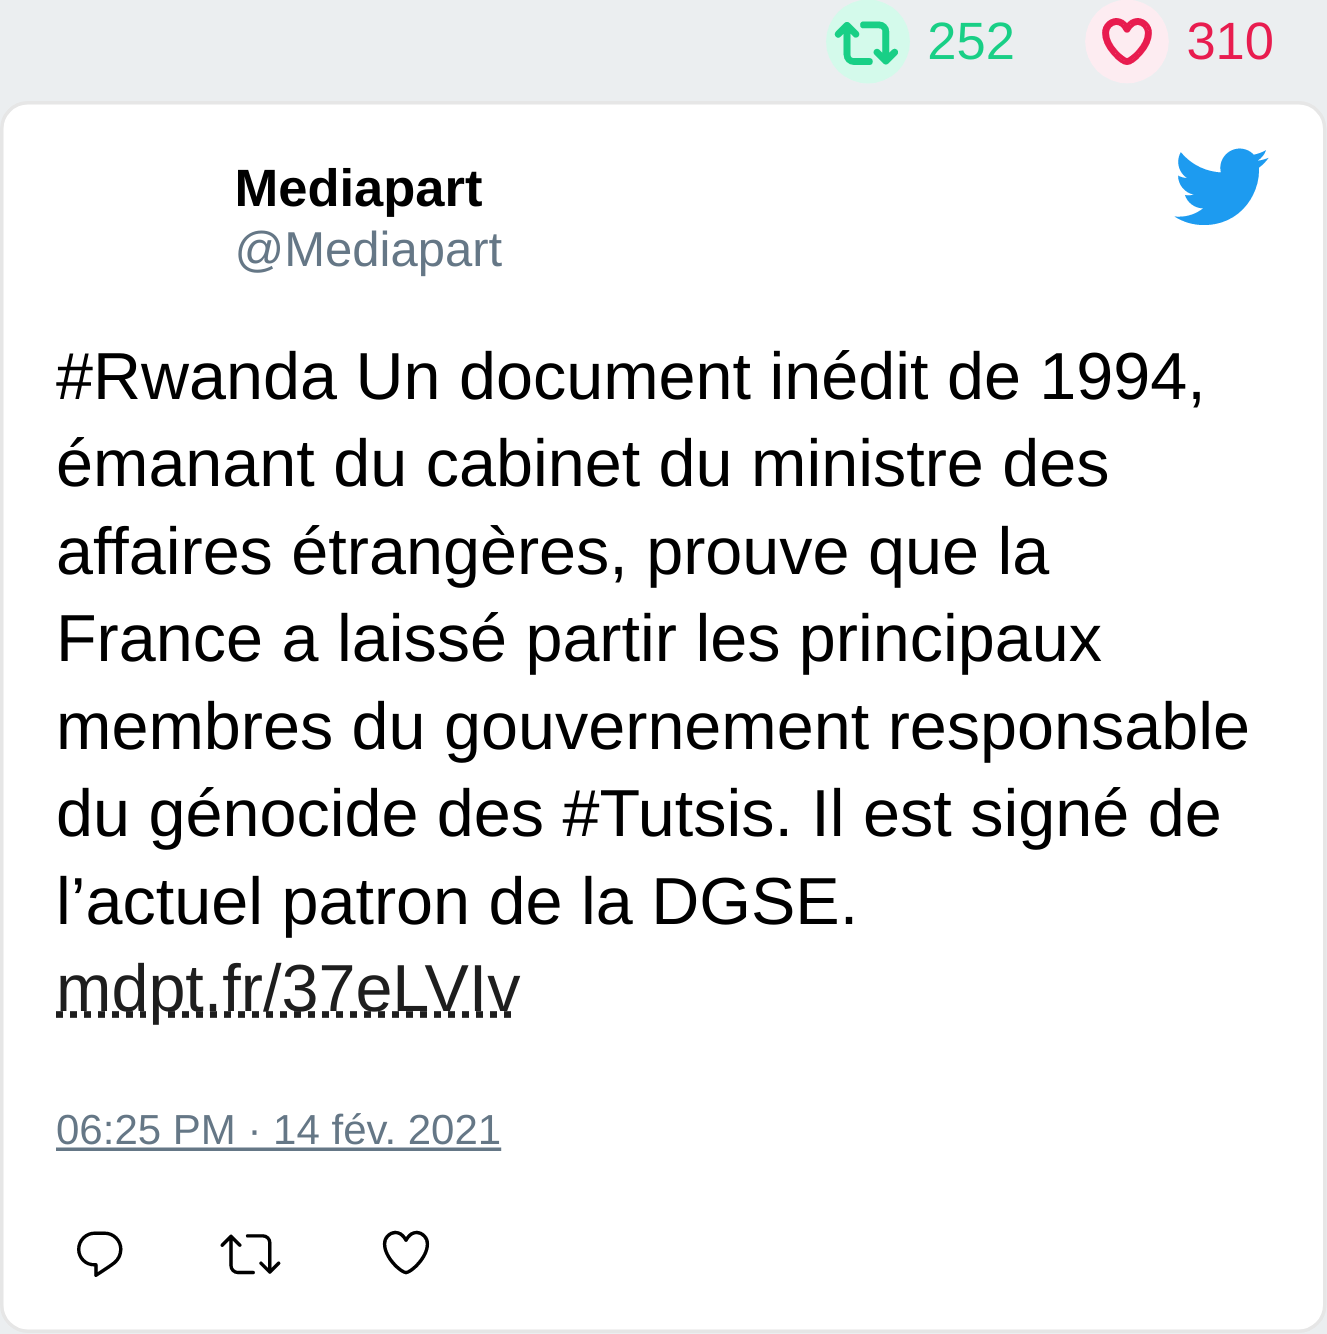 252 310
Mediapart
@Mediapart
#Rwanda Un document inédit de 1994,
émanant du cabinet du ministre des
affaires étrangères, prouve que la
France a laissé partir les principaux
membres du gouvernement responsable
du génocide des #Tutsis. Il est signé de
l’actuel patron de la DGSE.
mdpt.fr/37eLVIv
06:25 PM · 14 fév. 2021